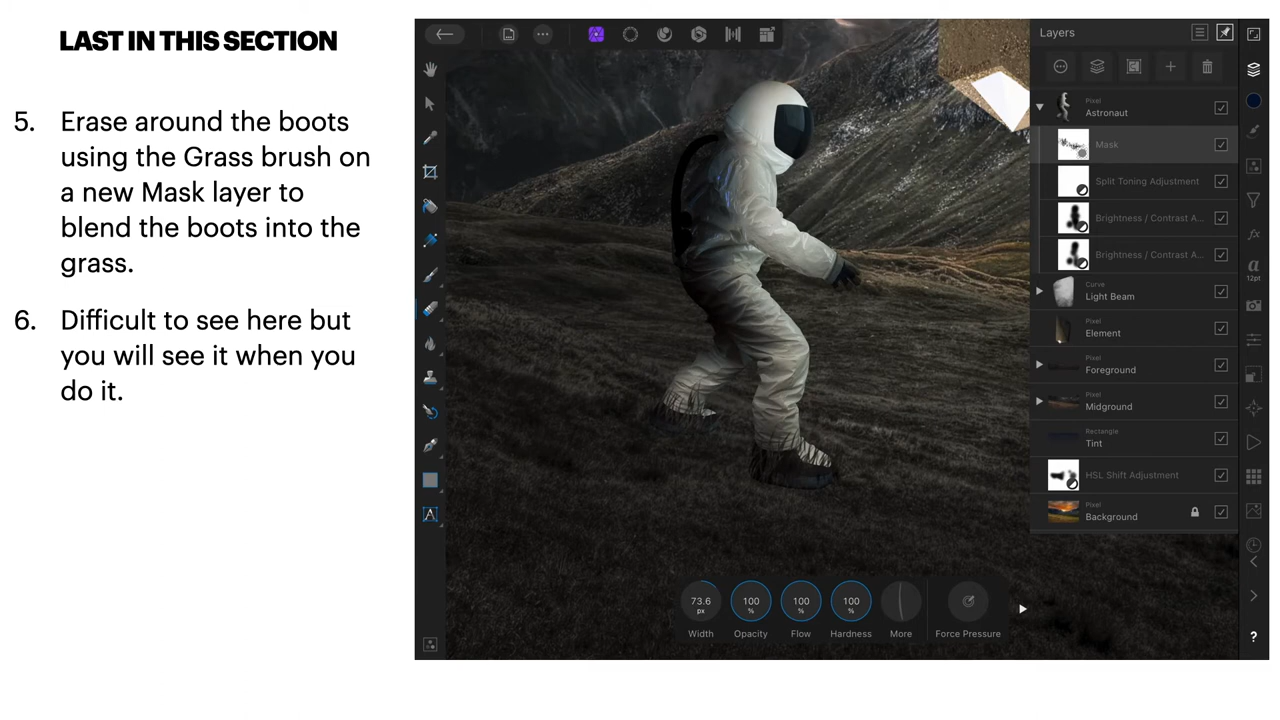 LAST IN THIS SECTION
5. Erase around the boots
using the Grass brush on
a new Mask layer to
blend the boots into the
grass.
6. Difficult to see here but
you will see it when you
do it.
Layers
Pixel
Astronaut
Mask
Split Toning Adjustment
Brightness / Contrast A...
Brightness / Contrast A...
Curve
Light Beam
Pixel
Element
Pixel
Foreground
Pixel
Midground
Rectangle
Tint
HSL Shift Adjustment
Pixel
Background
a
12pt
A
73.6
px
Width
100
%
Opacity
100
%
Flow
100
%
Hardness
More
Force Pressure
?